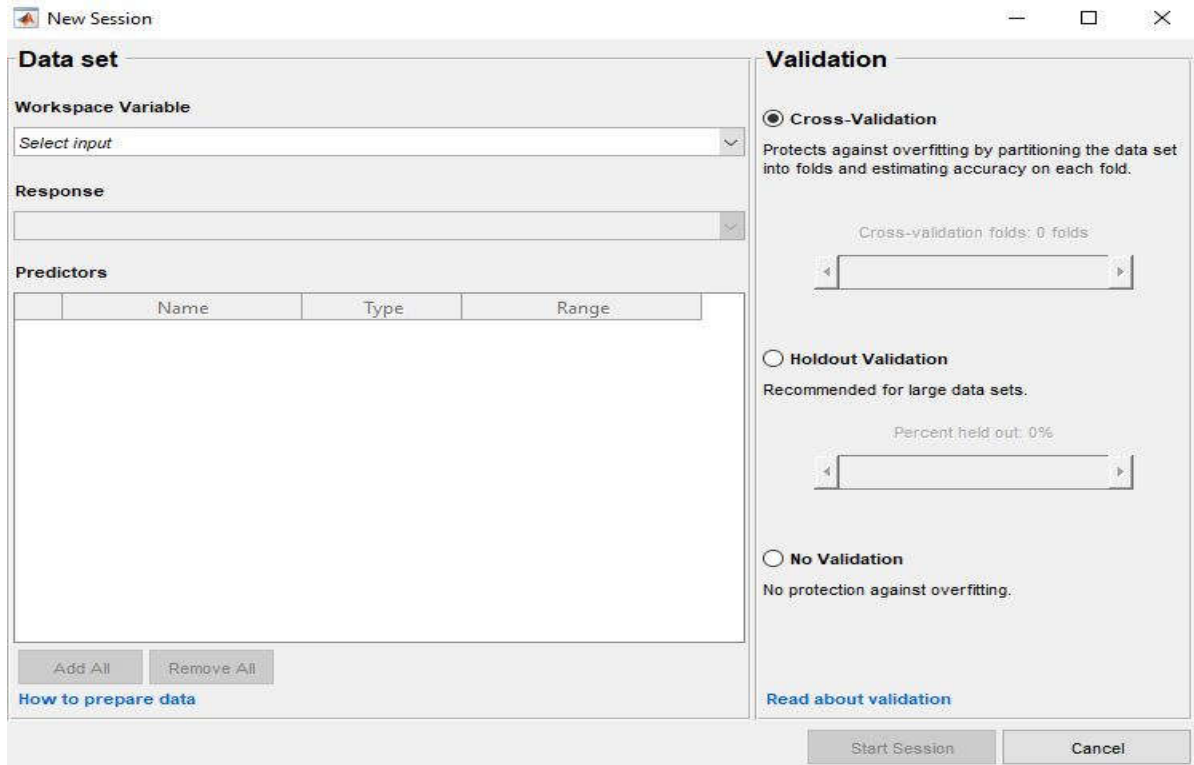 New Session
Data set
Workspace Variable
Select input
Response
Predictors
Name Type Range
Add All Remove All
How to prepare data
Validation
Cross-Validation
Protects against overfitting by partitioning the data set
into folds and estimating accuracy on each fold.
Cross-validation folds: 0 folds
Holdout Validation
Recommended for large data sets.
Percent held out: 0%
No Validation
No protection against overfitting.
Read about validation
Start Session Cancel